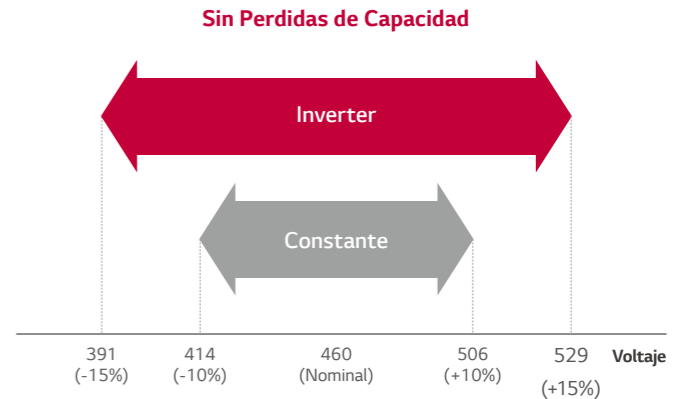 Sin Perdidas de Capacidad
Inverter
Constante
391 414 460 506 529 Voltaje
(-15%) (-10%) (Nominal) (+10%) (+15%)